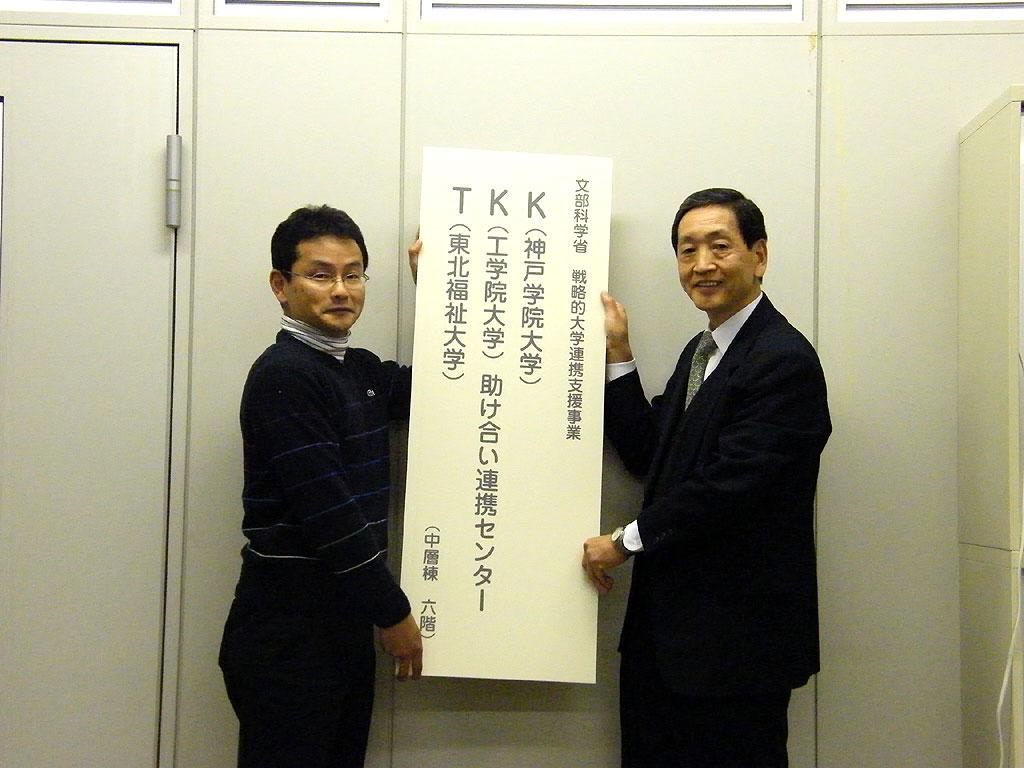 文部科学省 戦略的大学連携支援事業
K(神戸学院大学)
K(工学院大学) 助け合い連携センター
T(東北福祉大学)
(中層棟 六階)